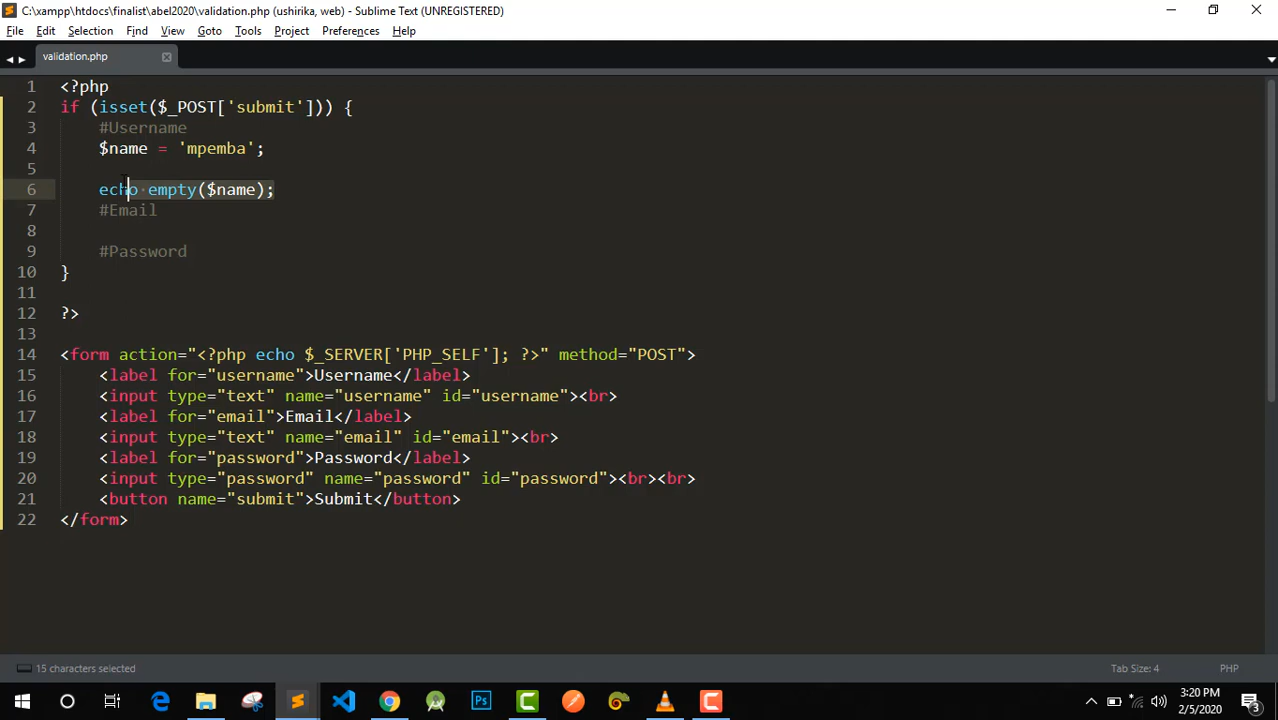 C:\xampp\htdocs\finalist\abel2020\validation.php (ushirika, web) - Sublime Text (UNREGISTERED)
File Edit Selection Find View Goto Tools Project Preferences Help
validation.php
1 <?php
2 if (isset($_POST['submit'])) {
3 #Username
4 $name = 'mpemba';
5
6 echo empty($name);
7 #Email
8
9 #Password
10 }
11
12 ?>
13
14 <form action="<?php echo $_SERVER['PHP_SELF']; ?>" method="POST">
15 <label for="username">Username</label>
16 <input type="text" name="username" id="username"><br>
17 <label for="email">Email</label>
18 <input type="text" name="email" id="email"><br>
19 <label for="password">Password</label>
20 <input type="password" name="password" id="password"><br><br>
21 <button name="submit">Submit</button>
22 </form>
15 characters selected Tab Size: 4 PHP
Ps
3:20 PM
2/5/2020
3